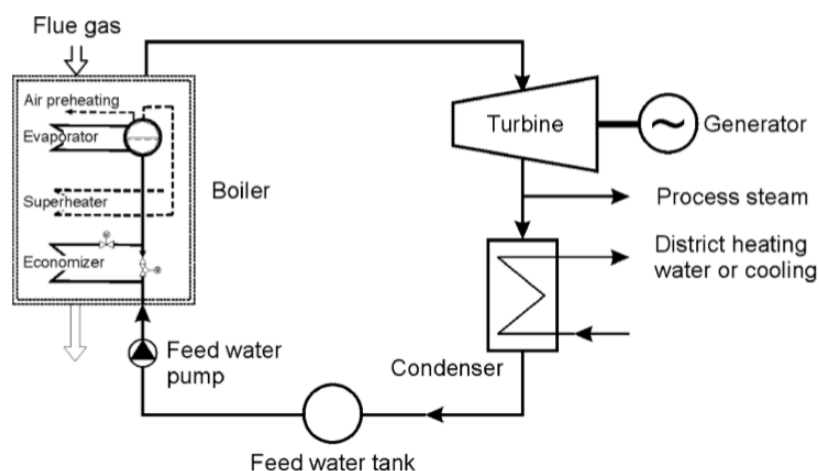 Flue gas
Air preheating
Evaporator
Superheater
Economizer
Boiler
Turbine
Generator
Process steam
District heating
water or cooling
Condenser
Feed water
pump
Feed water tank